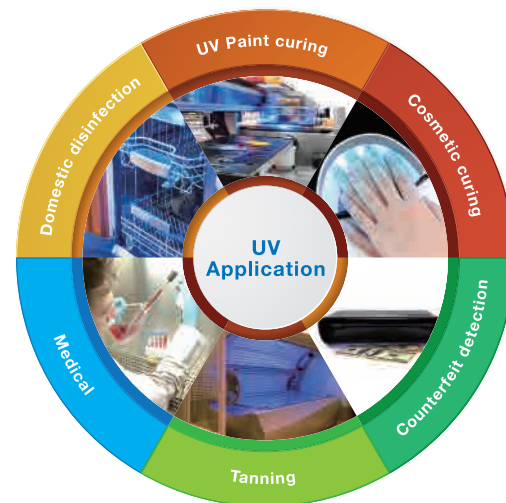 UV Paint curing
Cosmetic curing
Counterfeit detection
Tanning
Medical
Domestic disinfection
UV
Application